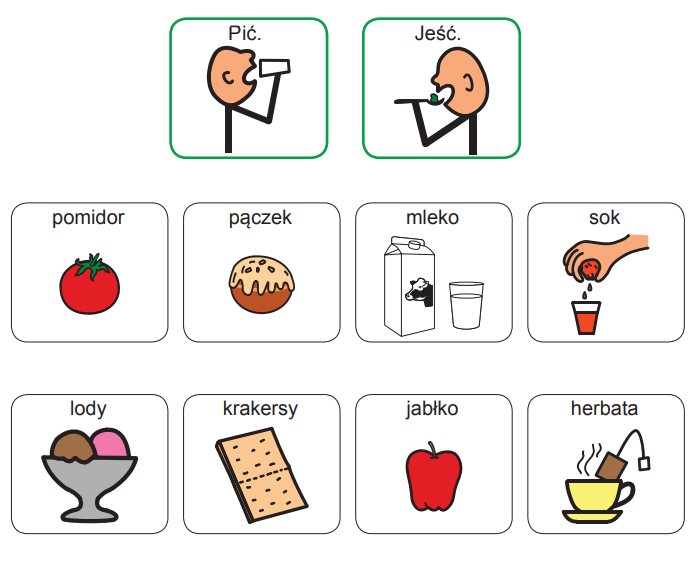 Pić. Jeść.
pomidor pączek mleko sok
lody krakersy jabłko herbata